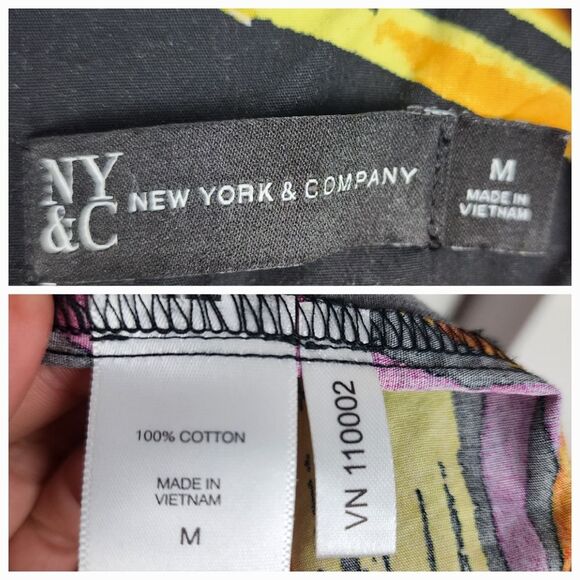 NY
&C
NEW YORK & COMPANY
M
MADE IN
VIETNAM
100% COTTON
MADE IN
VIETNAM
M
VN 110002